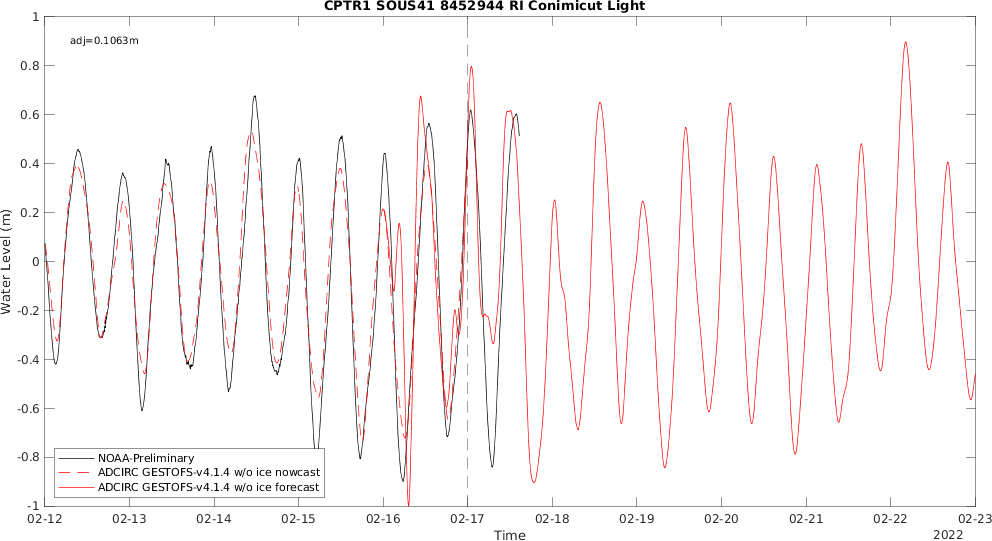 CPTR1 SOUS41 8452944 RI Conimicut Light
adj=0.1063m
Water Level (m)
1
0.8
0.6
0.4
0.2
0
-0.2
-0.4
-0.6
-0.8
-1
NOAA-Preliminary
ADCIRC GESTOFS-v4.1.4 w/o ice nowcast
ADCIRC GESTOFS-v4.1.4 w/o ice forecast
02-12 02-13 02-14 02-15 02-16 02-17 02-18 02-19 02-20 02-21 02-22 02-23
Time
2022